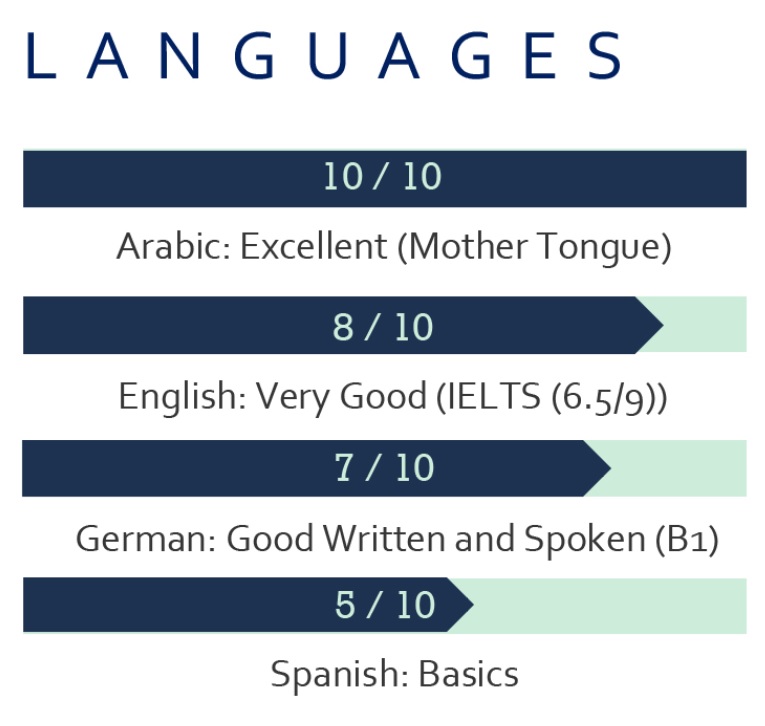 LANGUAGES
10 / 10
Arabic: Excellent (Mother Tongue)
8 / 10
English: Very Good (IELTS (6.5/9))
7 / 10
German: Good Written and Spoken (B1)
5 / 10
Spanish: Basics